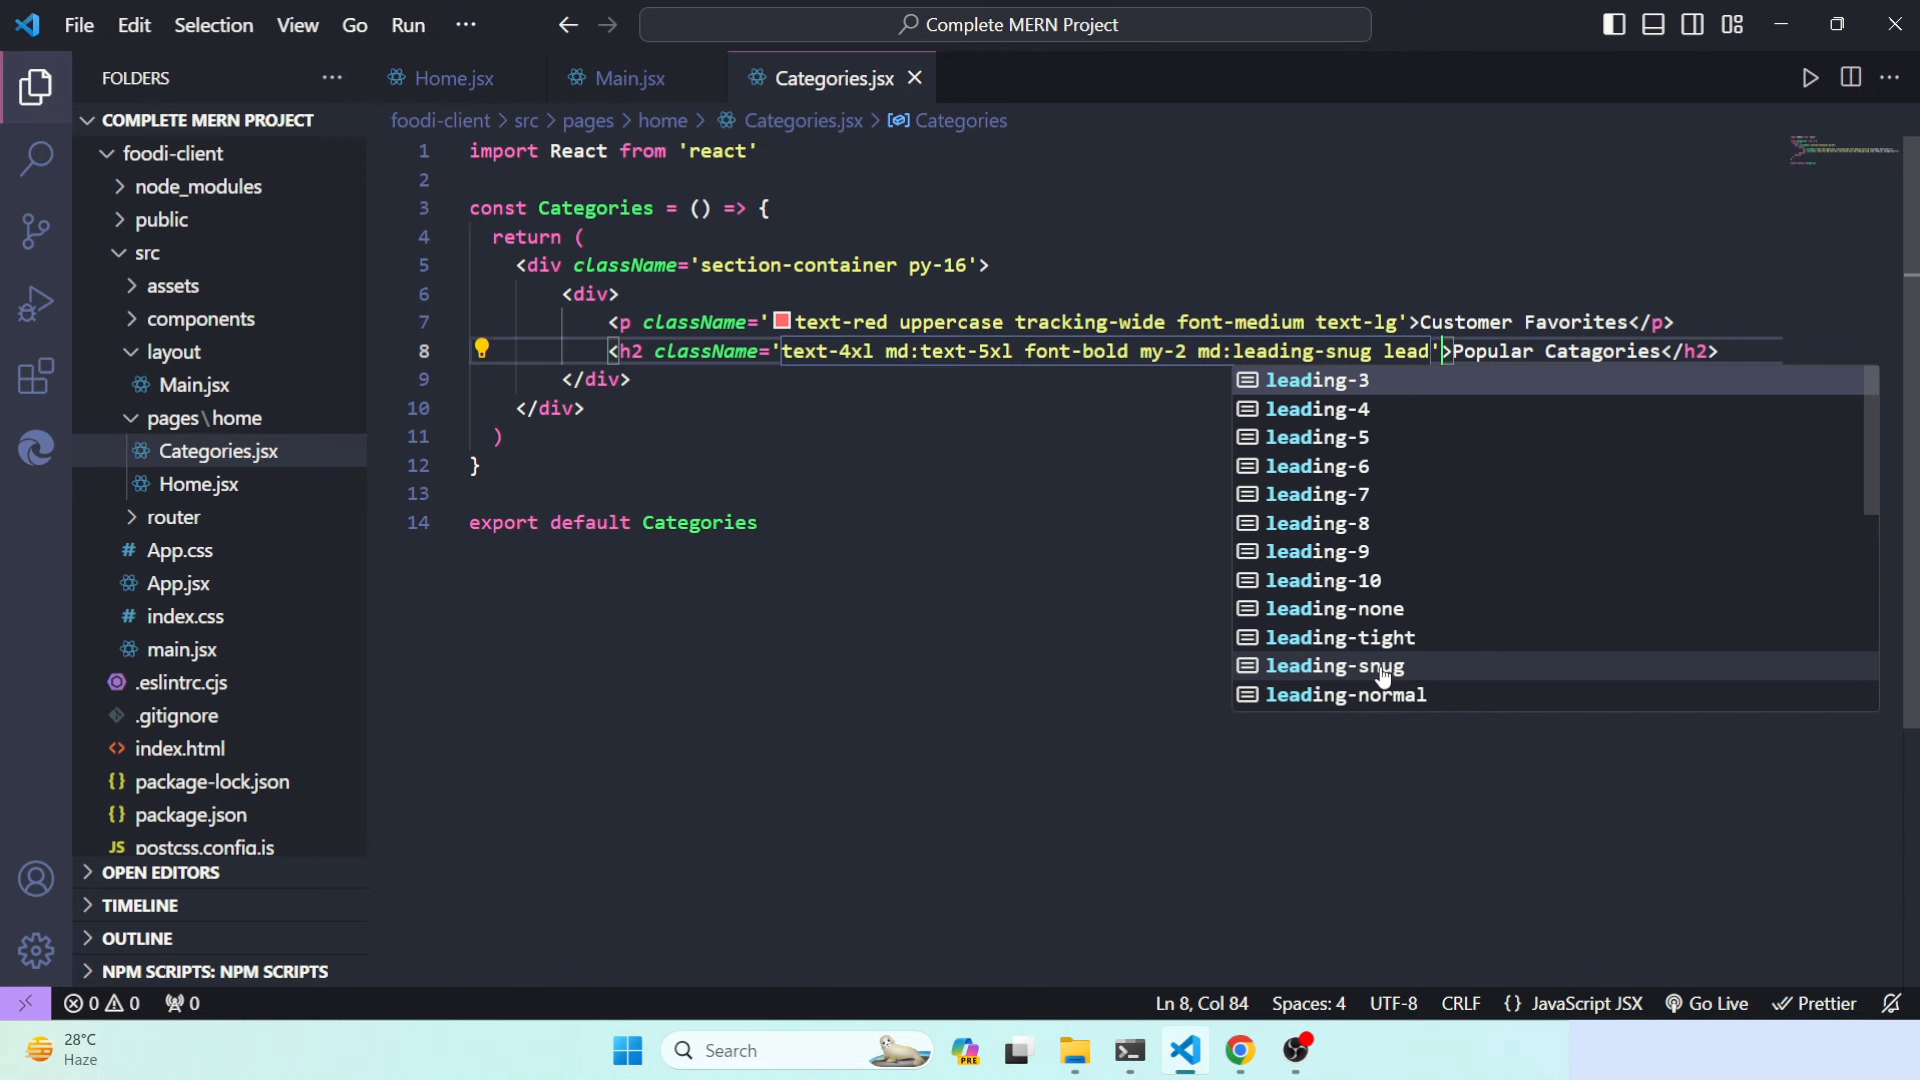 File Edit Selection View Go Run ··· Complete MERN Project
FOLDERS ··· Home.jsx Main.jsx Categories.jsx
COMPLETE MERN PROJECT
foodi-client > src > pages > home > Categories.jsx > Categories
foodi-client
node_modules
public
src
assets
components
layout
Main.jsx
pages\home
Categories.jsx
Home.jsx
router
App.css
App.jsx
index.css
main.jsx
.eslintrc.cjs
.gitignore
index.html
package-lock.json
package.json
JS postcss.config.js
OPEN EDITORS
TIMELINE
OUTLINE
NPM SCRIPTS: NPM SCRIPTS
1 import React from 'react'
2
3 const Categories = () => {
4 return (
5 <div className='section-container py-16'>
6 <div>
7 <p className='text-red uppercase tracking-wide font-medium text-lg'>Customer Favorites</p>
8 <h2 className='text-4xl md:text-5xl font-bold my-2 md:leading-snug lead'>Popular Catagories</h2>
9 </div>
10 </div>
11 )
12 }
13
14 export default Categories
leading-3
leading-4
leading-5
leading-6
leading-7
leading-8
leading-9
leading-10
leading-none
leading-tight
leading-snug
leading-normal
0 0 0 Ln 8, Col 84 Spaces: 4 UTF-8 CRLF {} JavaScript JSX Go Live Prettier
28°C
Haze
Search
PRE